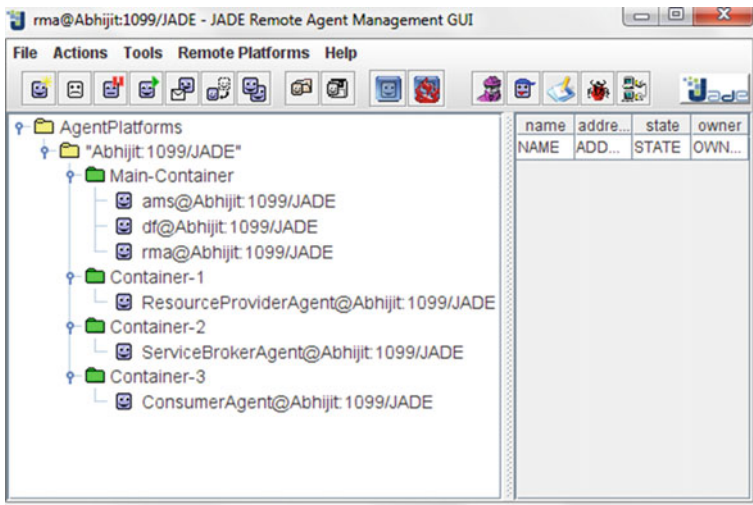 rma@Abhijit:1099/JADE - JADE Remote Agent Management GUI
File Actions Tools Remote Platforms Help
Jade
AgentPlatforms
"Abhijit:1099/JADE"
Main-Container
ams@Abhijit:1099/JADE
df@Abhijit:1099/JADE
rma@Abhijit:1099/JADE
Container-1
ResourceProviderAgent@Abhijit:1099/JADE
Container-2
ServiceBrokerAgent@Abhijit:1099/JADE
Container-3
ConsumerAgent@Abhijit:1099/JADE
name addre... state owner
NAME ADD... STATE OWN...